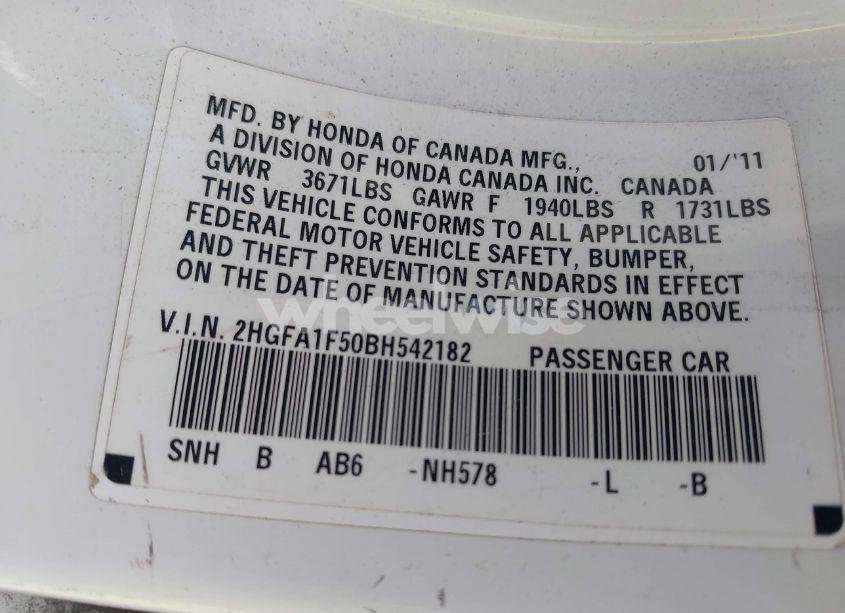 MFD. BY HONDA OF CANADA MFG., 01/'11
A DIVISION OF HONDA CANADA INC. CANADA
GVWR 3671LBS GAWR F 1940LBS R 1731LBS
THIS VEHICLE CONFORMS TO ALL APPLICABLE
FEDERAL MOTOR VEHICLE SAFETY, BUMPER,
AND THEFT PREVENTION STANDARDS IN EFFECT
ON THE DATE OF MANUFACTURE SHOWN ABOVE.
wheelwise
V.I.N. 2HGFA1F50BH542182 PASSENGER CAR
SNH B AB6 -NH578 -L -B